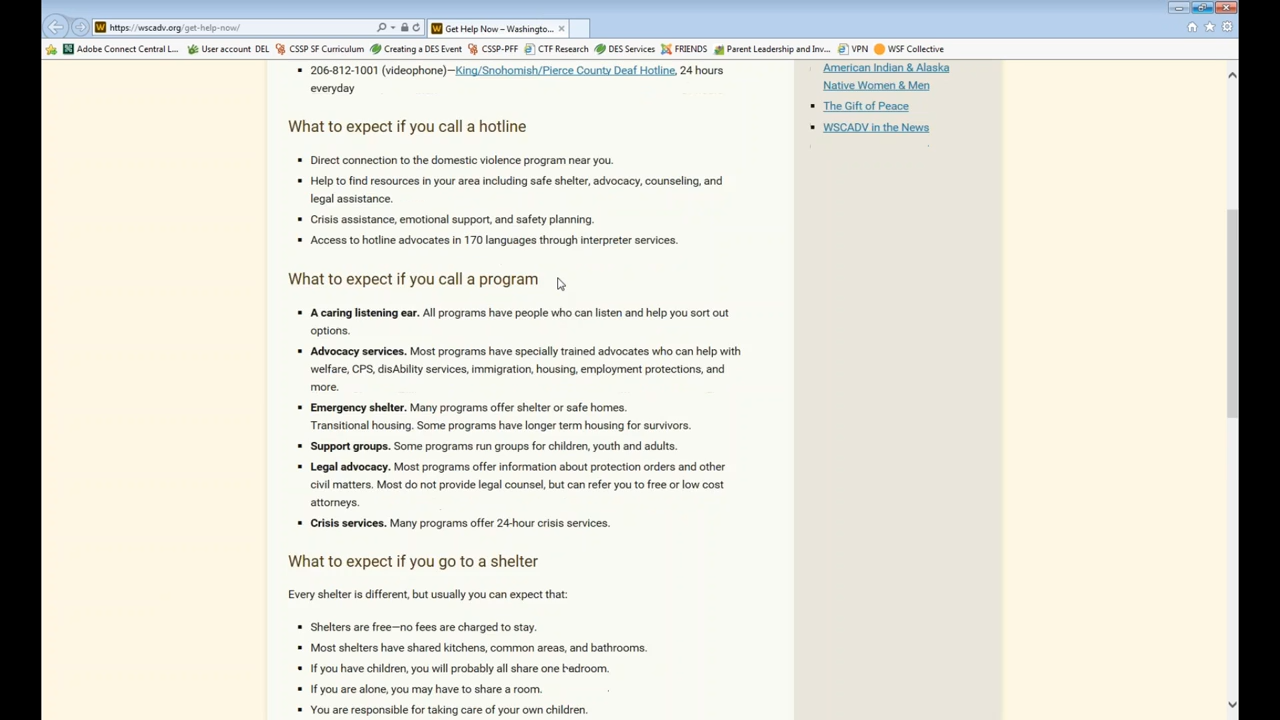 https://wscadv.org/get-help-now/
Get Help Now – Washingto...
Adobe Connect Central L... User account DEL CSSP SF Curriculum Creating a DES Event CSSP-PFF CTF Research DES Services FRIENDS Parent Leadership and Inv... VPN WSF Collective
206-812-1001 (videophone)—King/Snohomish/Pierce County Deaf Hotline, 24 hours
everyday
What to expect if you call a hotline
Direct connection to the domestic violence program near you.
Help to find resources in your area including safe shelter, advocacy, counseling, and
legal assistance.
Crisis assistance, emotional support, and safety planning.
Access to hotline advocates in 170 languages through interpreter services.
What to expect if you call a program
A caring listening ear. All programs have people who can listen and help you sort out
options.
Advocacy services. Most programs have specially trained advocates who can help with
welfare, CPS, disAbility services, immigration, housing, employment protections, and
more.
Emergency shelter. Many programs offer shelter or safe homes.
Transitional housing. Some programs have longer term housing for survivors.
Support groups. Some programs run groups for children, youth and adults.
Legal advocacy. Most programs offer information about protection orders and other
civil matters. Most do not provide legal counsel, but can refer you to free or low cost
attorneys.
Crisis services. Many programs offer 24-hour crisis services.
What to expect if you go to a shelter
Every shelter is different, but usually you can expect that:
Shelters are free—no fees are charged to stay.
Most shelters have shared kitchens, common areas, and bathrooms.
If you have children, you will probably all share one bedroom.
If you are alone, you may have to share a room.
You are responsible for taking care of your own children.
American Indian & Alaska
Native Women & Men
The Gift of Peace
WSCADV in the News